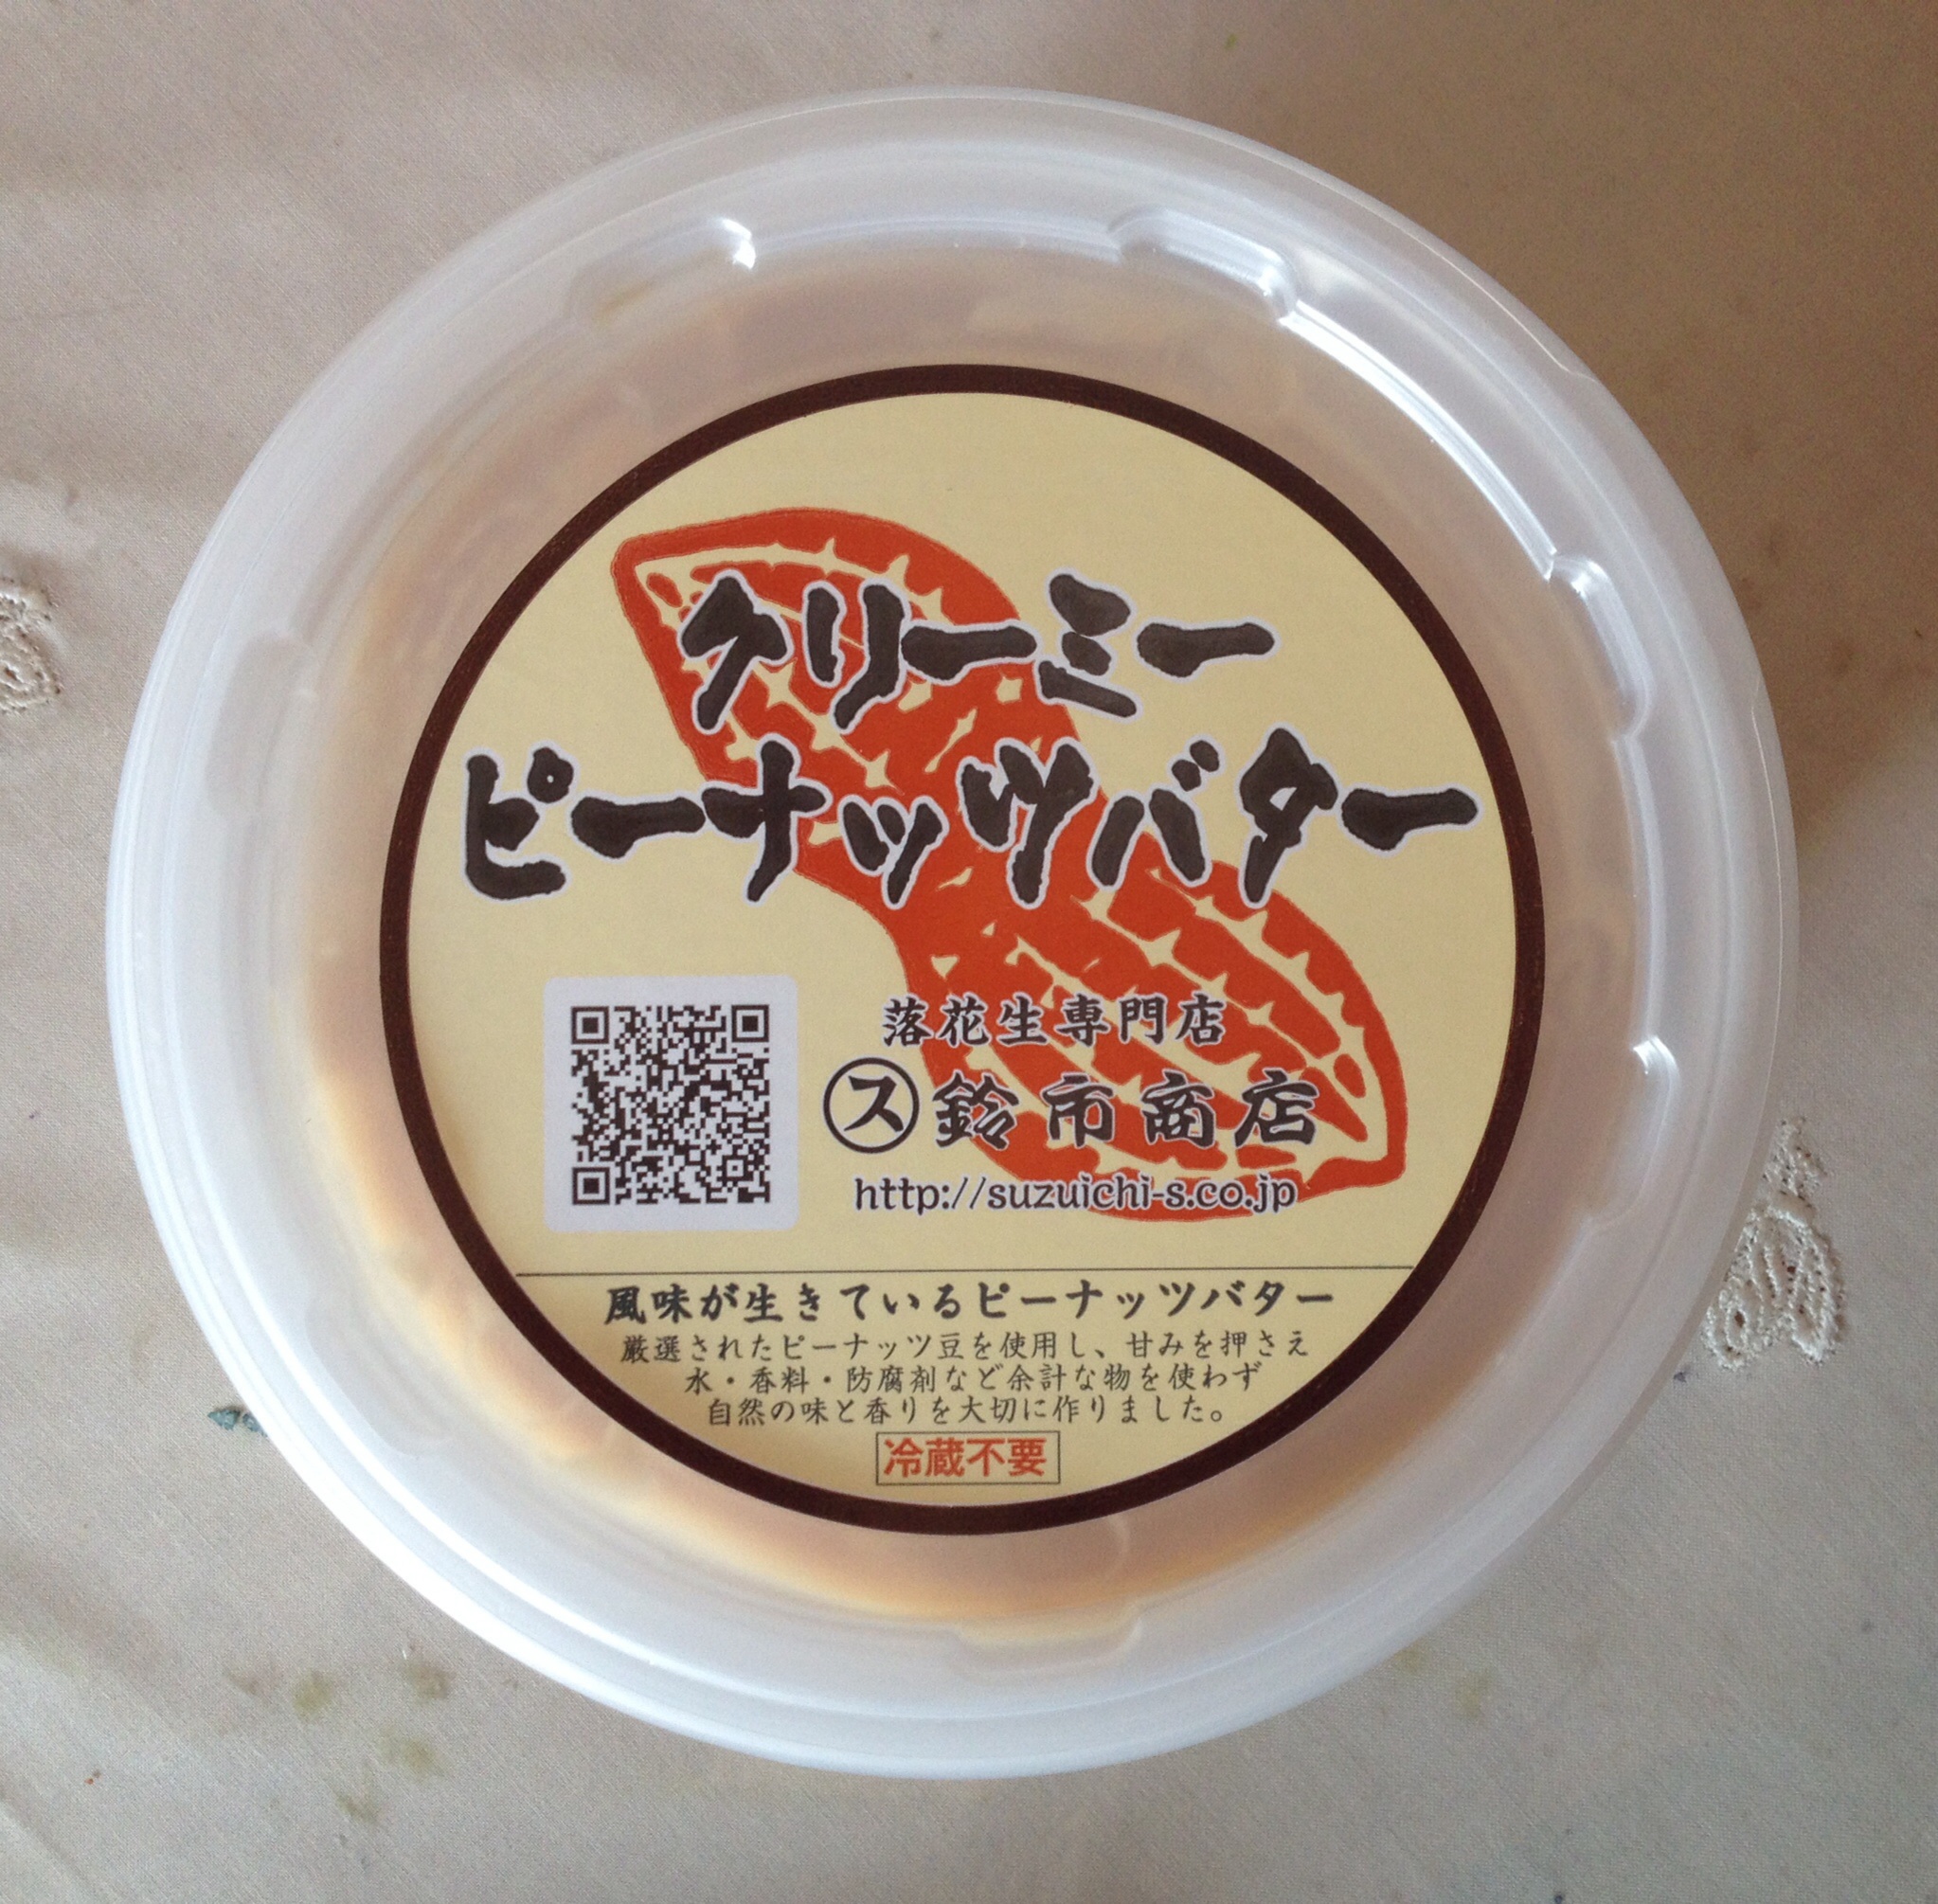 クリーミー
ピーナッツバター
落花生専門店
ス 鈴市商店
http://suzuichi-s.co.jp
風味が生きているピーナッツバター
厳選されたピーナッツ豆を使用し、甘みを押さえ
水・香料・防腐剤など余計な物を使わず
自然の味と香りを大切に作りました。
冷蔵不要